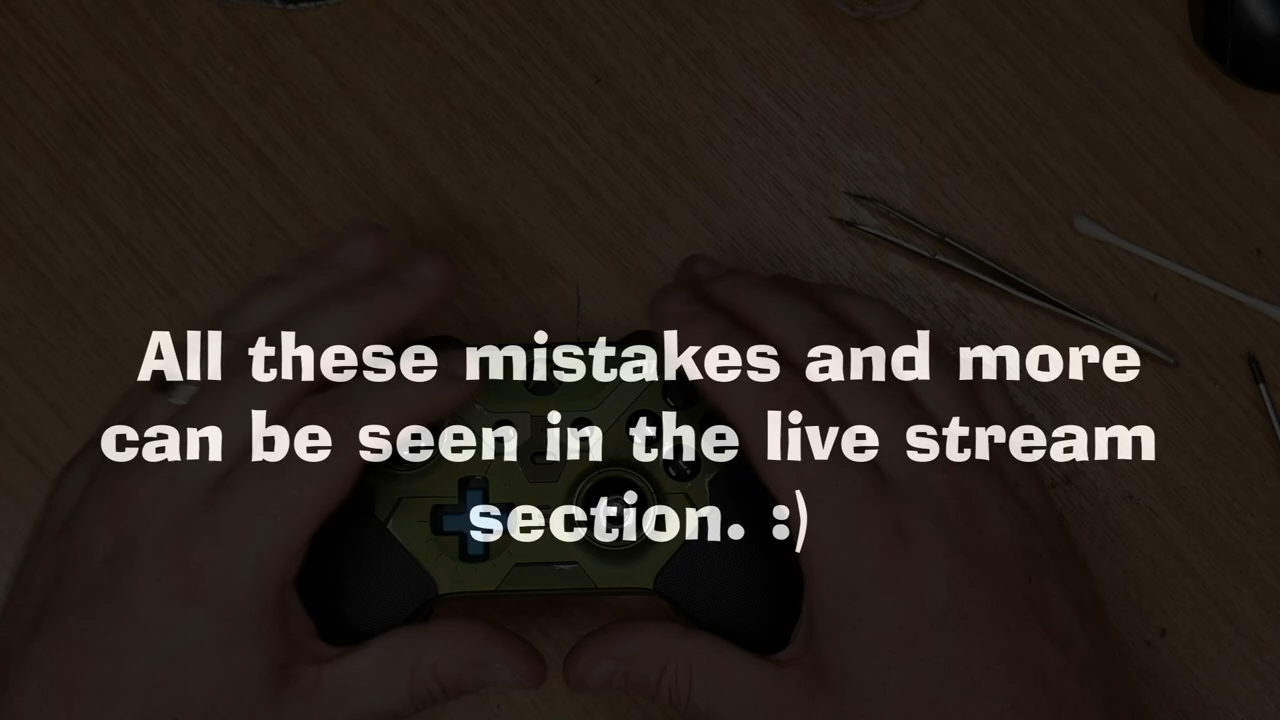 All these mistakes and more
can be seen in the live stream
section. :)